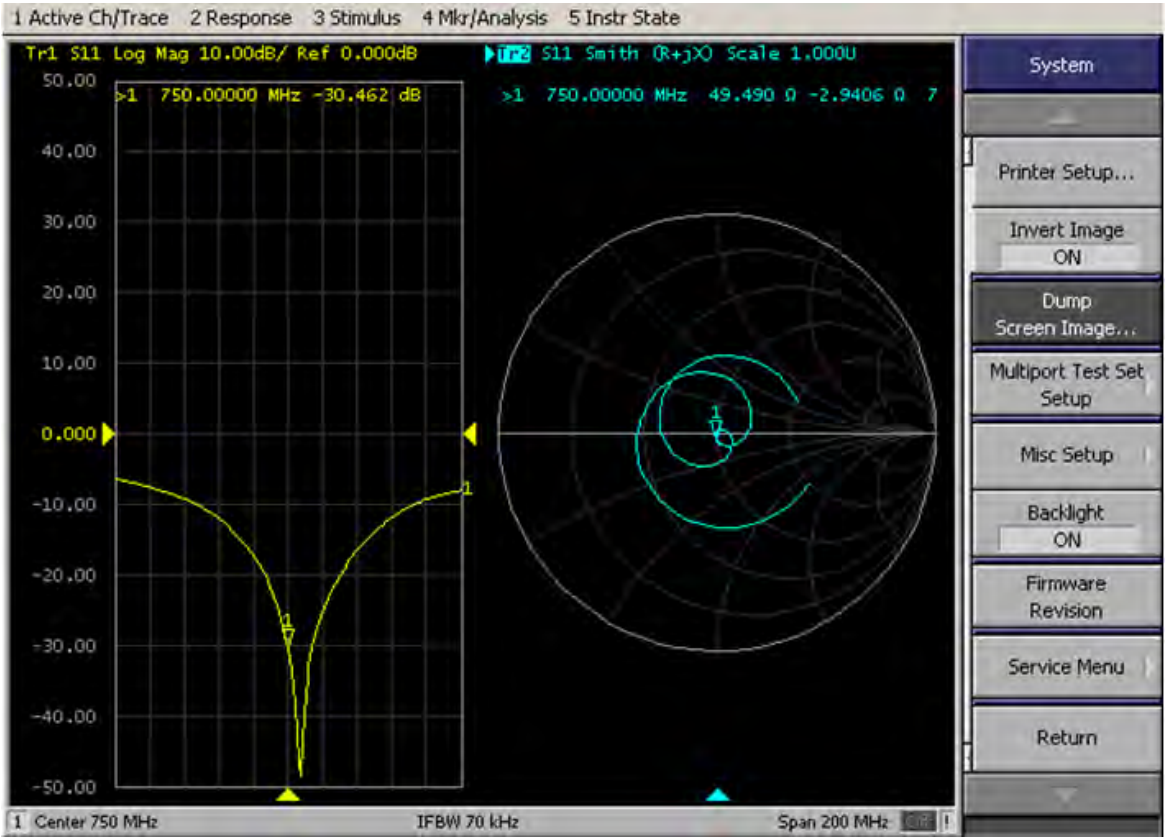 1 Active Ch/Trace 2 Response 3 Stimulus 4 Mkr/Analysis 5 Instr State
Tr1 S11 Log Mag 10.00dB/ Ref 0.000dB
50.00
>1 750.00000 MHz -30.462 dB
40.00
30.00
20.00
10.00
0.000
-10.00
-20.00
-30.00
-40.00
-50.00
1
1
Tr2 S11 Smith (R+jX) Scale 1.000U
>1 750.00000 MHz 49.490 Ω -2.9406 Ω 7
1
System
Printer Setup...
Invert Image
ON
Dump
Screen Image...
Multiport Test Set
Setup
Misc Setup
Backlight
ON
Firmware
Revision
Service Menu
Return
1 Center 750 MHz IFBW 70 kHz Span 200 MHz !